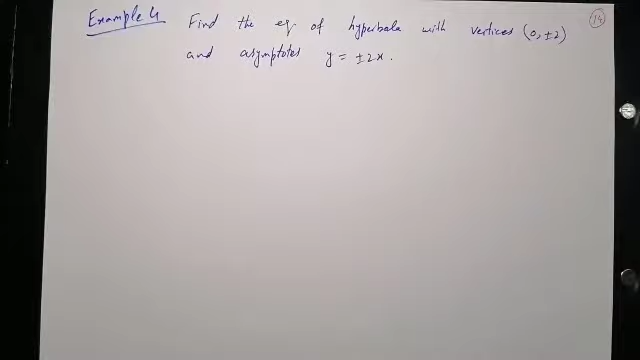 Example 4 Find the eq of hyperbola with vertices (0, ±2) 14
and asymptotes y = ±2x.